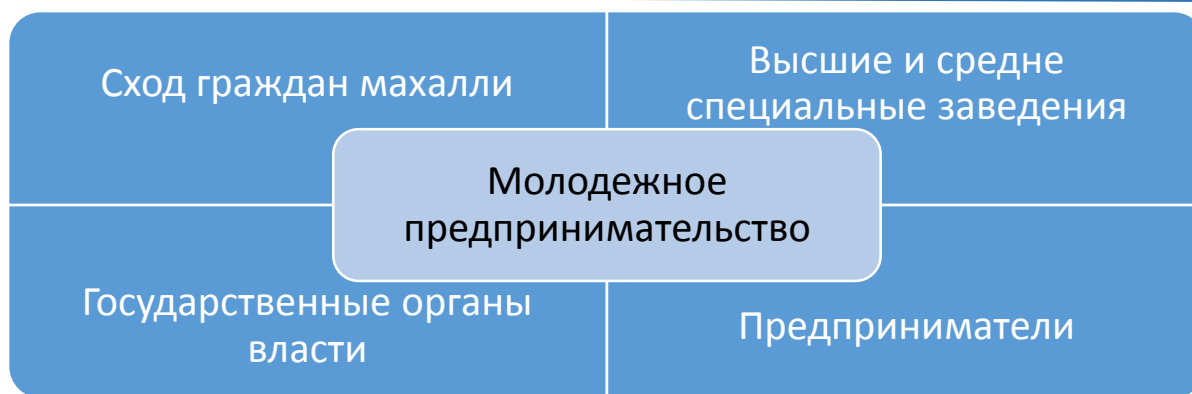 Сход граждан махалли
Высшие и средне
специальные заведения
Молодежное
предпринимательство
Государственные органы
власти
Предприниматели